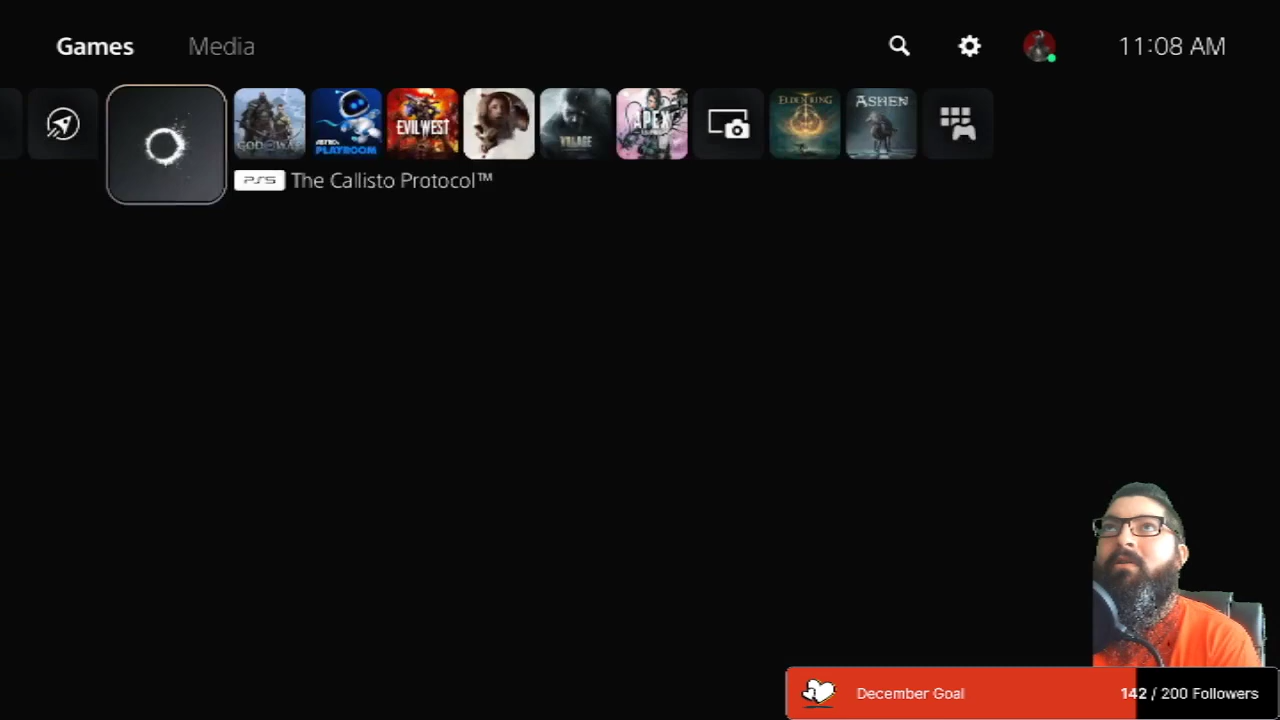 Games Media 11:08 AM
GOD OF WAR
ASTRO'S PLAYROOM
EVIL WEST
VILLAGE
APEX
ELDEN RING
ASHEN
PS5 The Callisto Protocol™
December Goal 142 / 200 Followers